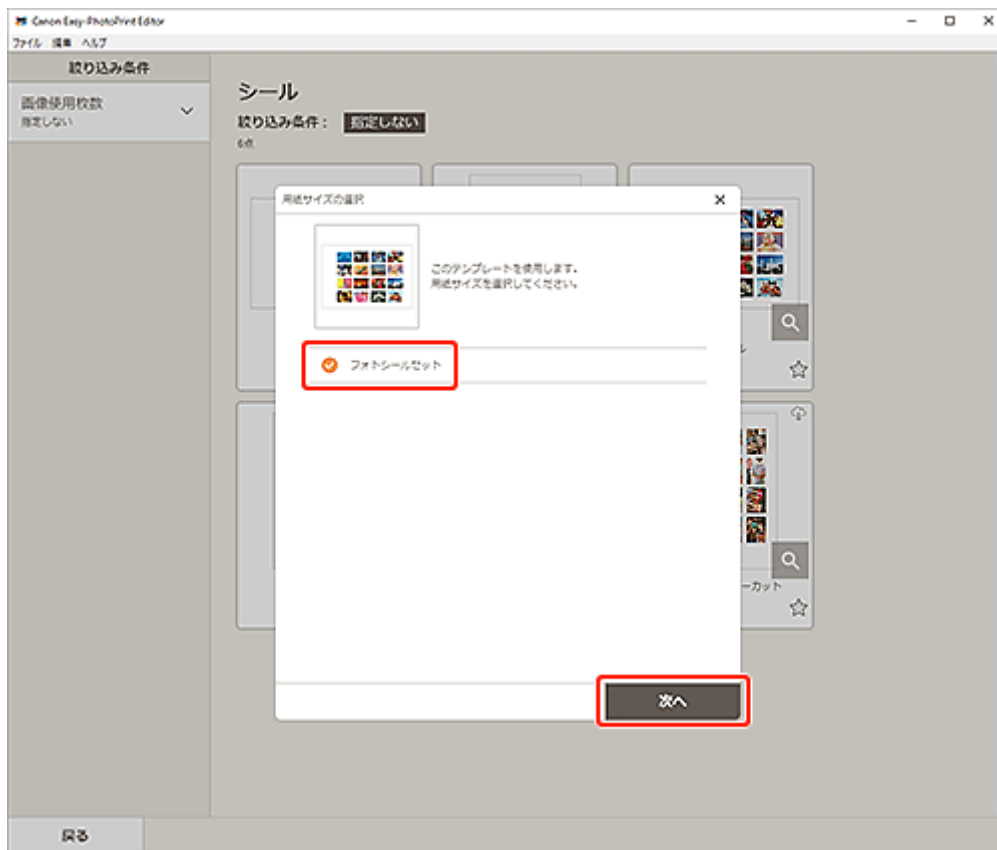 Canon Easy-PhotoPrint Editor
ファイル 編集 ヘルプ
絞り込み条件
画像使用枚数
指定しない
シール
絞り込み条件： 指定しない
6点
用紙サイズの選択
このテンプレートを使用します。
用紙サイズを選択してください。
フォトシールセット
ル
ーカット
次へ
戻る